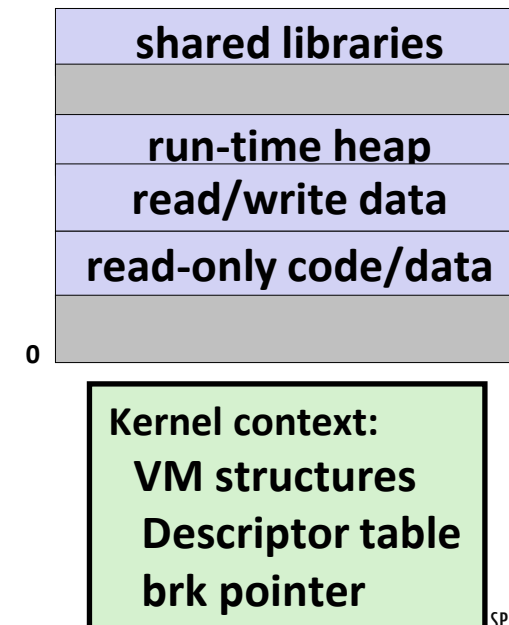 shared libraries
run-time heap
read/write data
read-only code/data
0
Kernel context:
VM structures
Descriptor table
brk pointer
SP